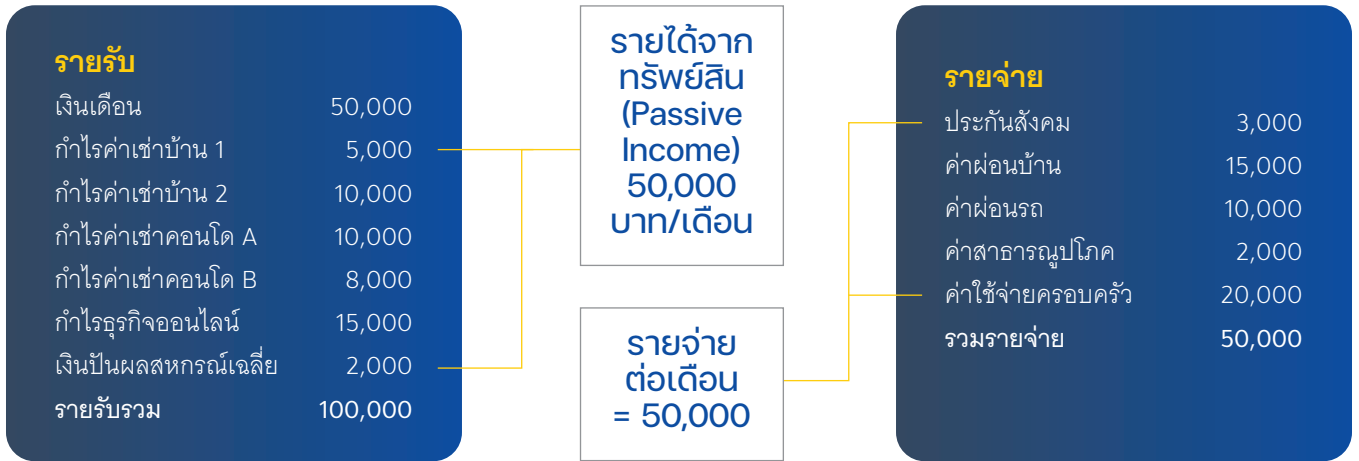 รายรับ
เงินเดือน 50,000
กำไรค่าเช่าบ้าน 1 5,000
กำไรค่าเช่าบ้าน 2 10,000
กำไรค่าเช่าคอนโด A 10,000
กำไรค่าเช่าคอนโด B 8,000
กำไรธุรกิจออนไลน์ 15,000
เงินปันผลสหกรณ์เฉลี่ย 2,000
รายรับรวม 100,000
รายได้จาก
ทรัพย์สิน
(Passive
Income)
50,000
บาท/เดือน
รายจ่าย
ต่อเดือน
= 50,000
รายจ่าย
ประกันสังคม 3,000
ค่าผ่อนบ้าน 15,000
ค่าผ่อนรถ 10,000
ค่าสาธารณูปโภค 2,000
ค่าใช้จ่ายครอบครัว 20,000
รวมรายจ่าย 50,000